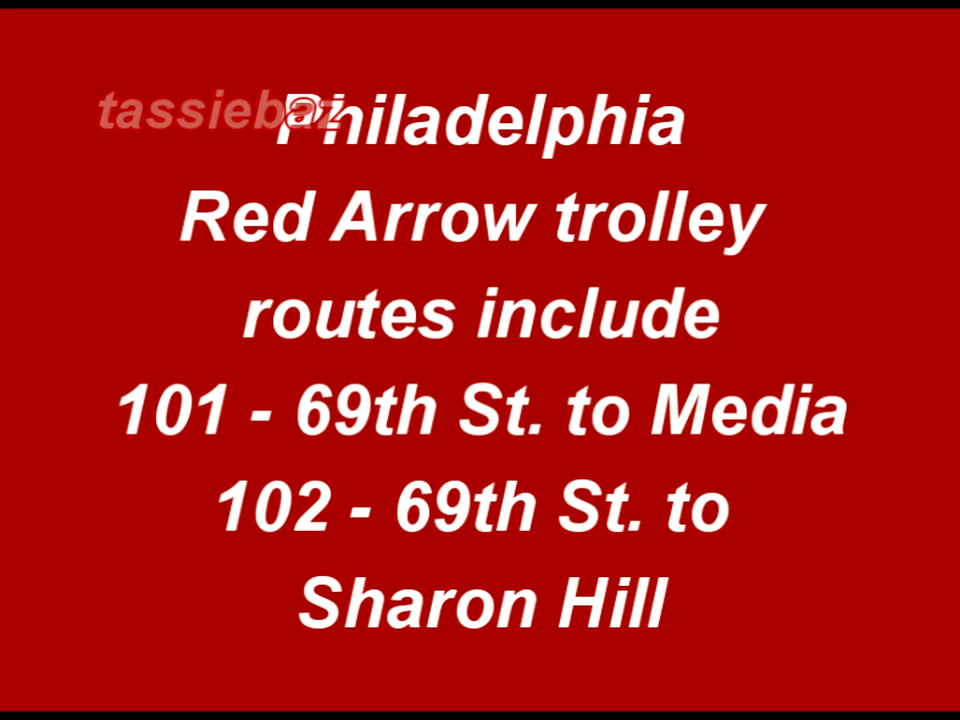 tassiebaz
Philadelphia
Red Arrow trolley
routes include
101 - 69th St. to Media
102 - 69th St. to
Sharon Hill